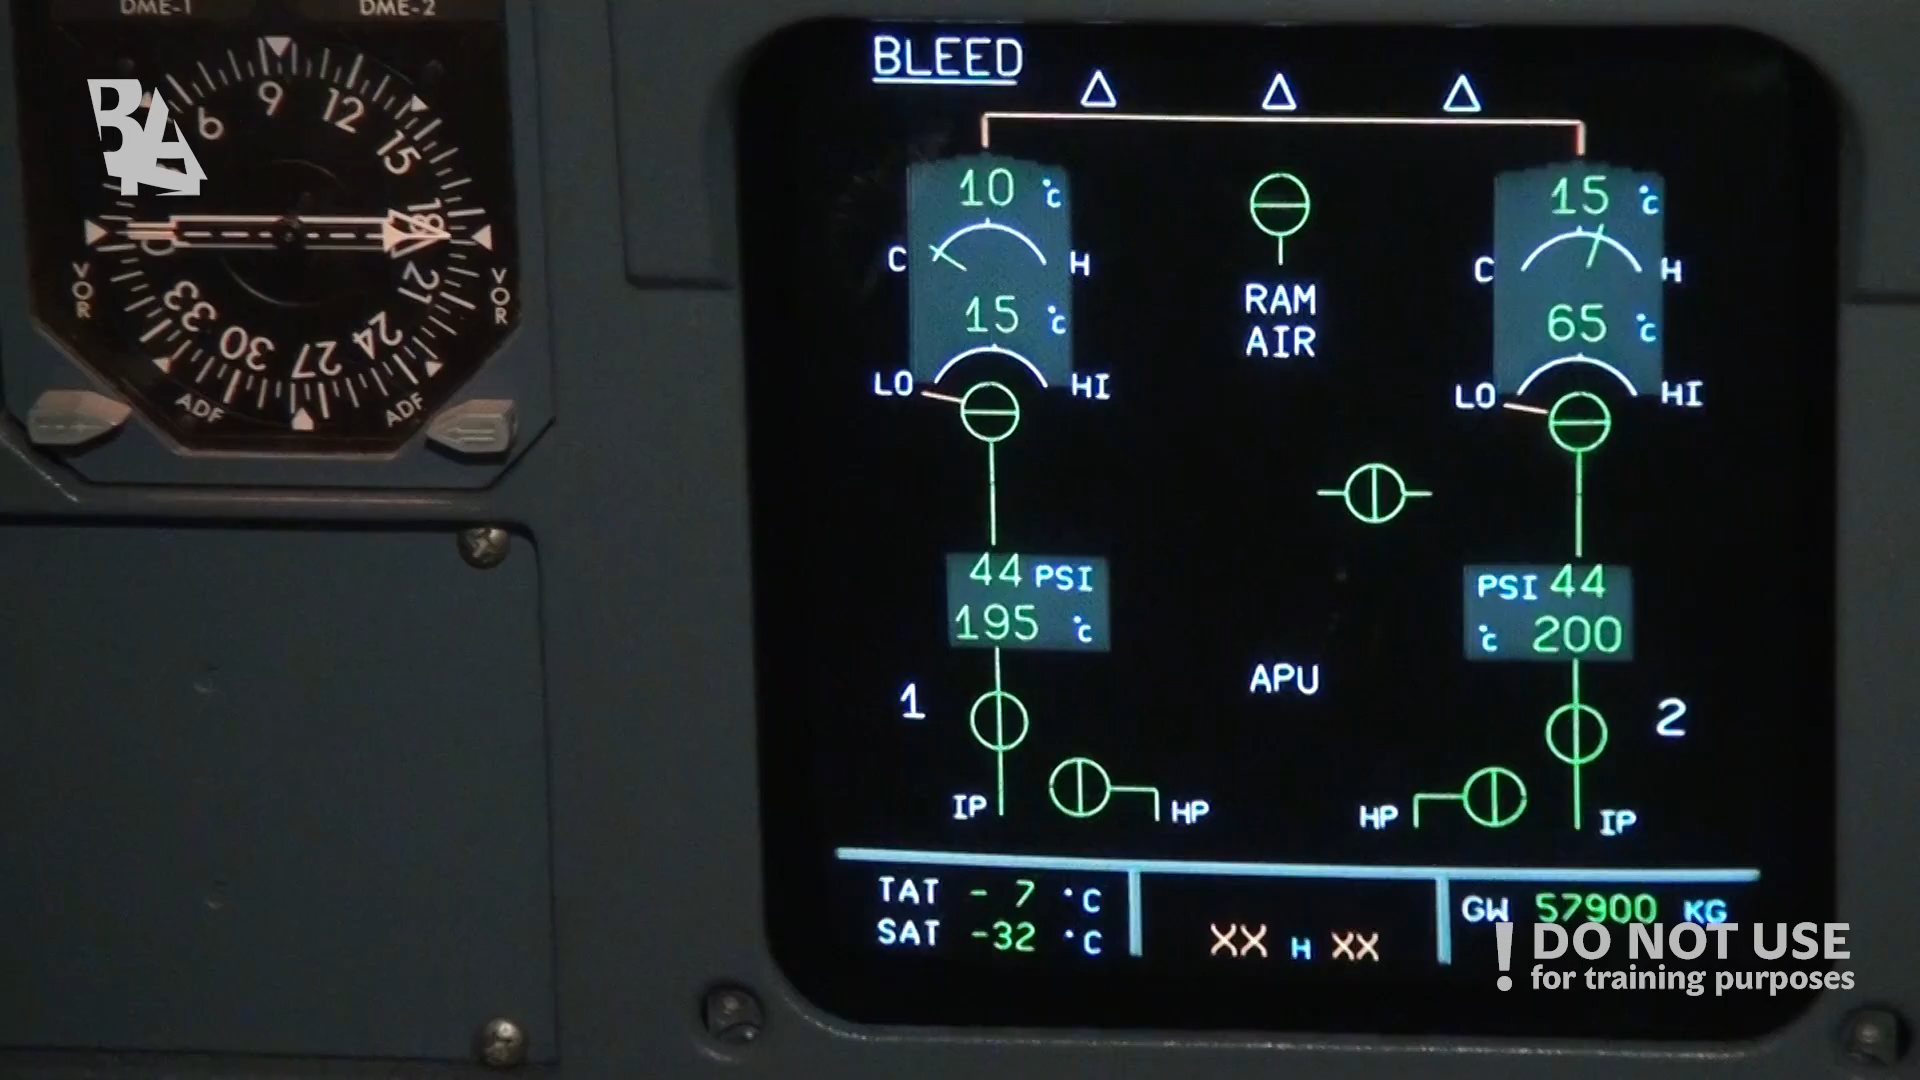 DME-1 DME-2
BAA
6 9 12 15 18 21 24 27 30 33 0
VOR
VOR
ADF
ADF
BLEED
10 °C
15 °C
C H
C H
RAM
AIR
15 °C
65 °C
LO HI
LO HI
44 PSI
PSI 44
195 °C
°C 200
APU
1
2
IP HP
HP IP
TAT - 7 °C
SAT -32 °C
XX H XX
GW 57900 KG
! DO NOT USE
for training purposes